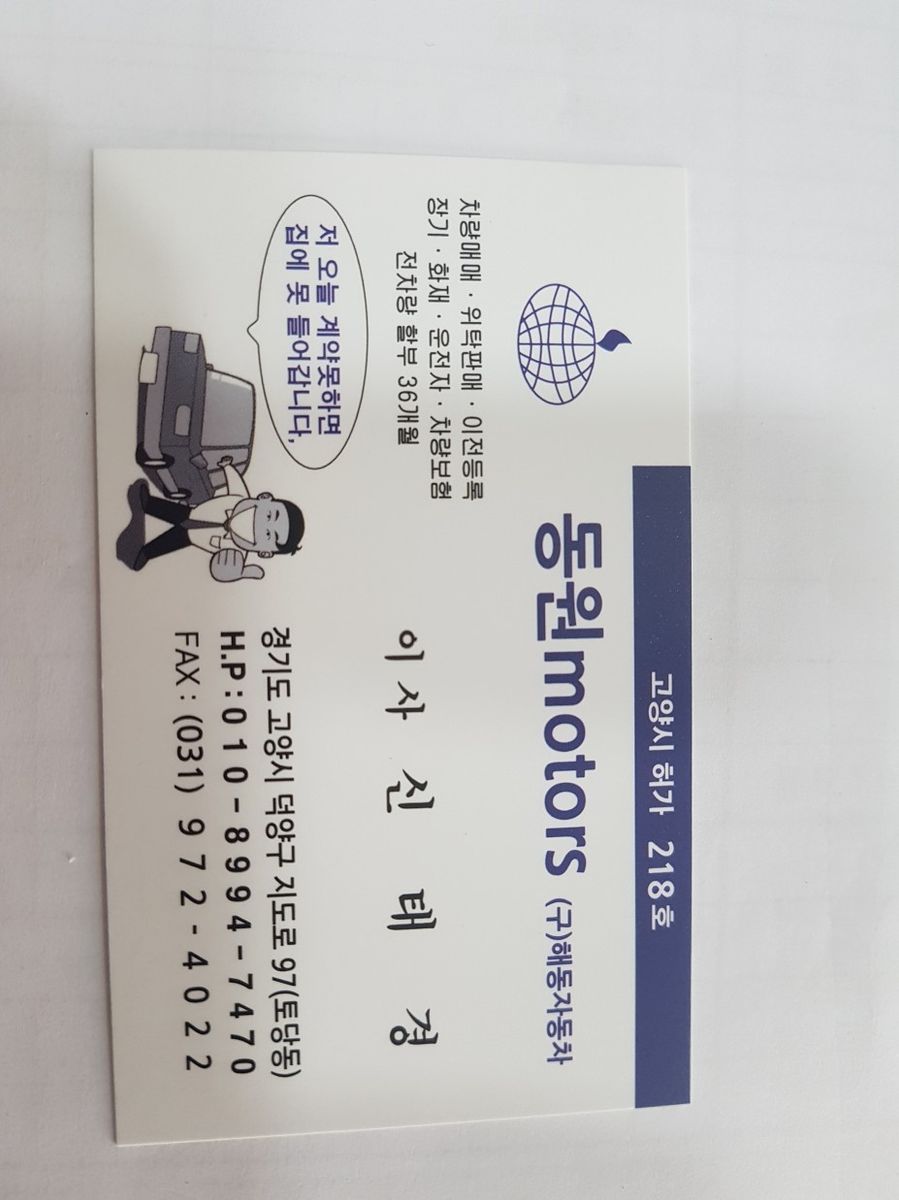 고양시 허가 218호
동원motors (구)해동자동차
차량매매 · 위탁판매 · 이전등록
장기 · 화재 · 운전자 · 차량보험
전차량 할부 36개월
이사 신 태 경
저 오늘 계약못하면
집에 못 들어갑니다,
경기도 고양시 덕양구 지도로 97(토당동)
H.P : 010-8994-7470
FAX : (031) 972-4022